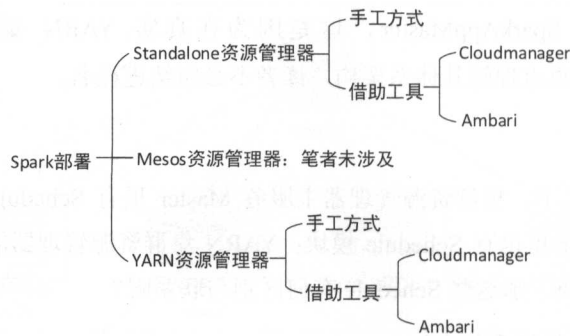 手工方式
Standalone资源管理器
Cloudmanager
借助工具
Ambari
Spark部署
Mesos资源管理器：笔者未涉及
手工方式
YARN资源管理器
Cloudmanager
借助工具
Ambari